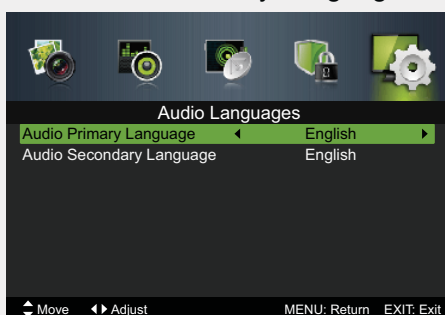 Audio Languages
Audio Primary Language English
Audio Secondary Language English
Move Adjust MENU: Return EXIT: Exit